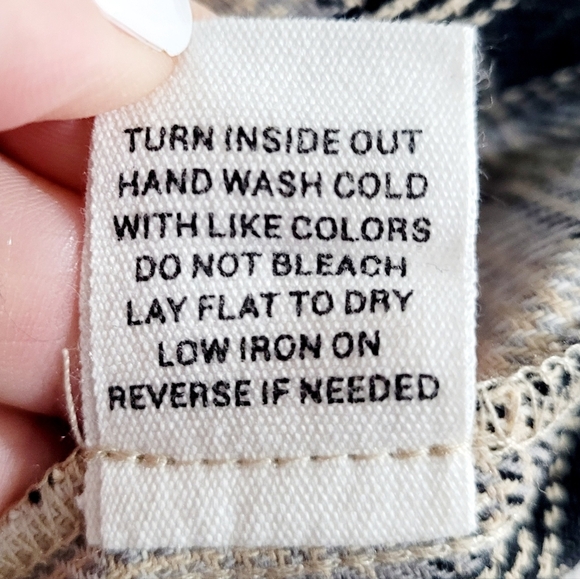 TURN INSIDE OUT
HAND WASH COLD
WITH LIKE COLORS
DO NOT BLEACH
LAY FLAT TO DRY
LOW IRON ON
REVERSE IF NEEDED